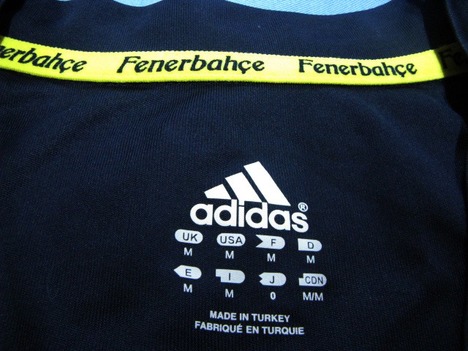 Fenerbahçe Fenerbahçe Fenerbahçe
adidas®
UK USA F D
M M M M
E I J CDN
M M 0 M/M
MADE IN TURKEY
FABRIQUÉ EN TURQUIE